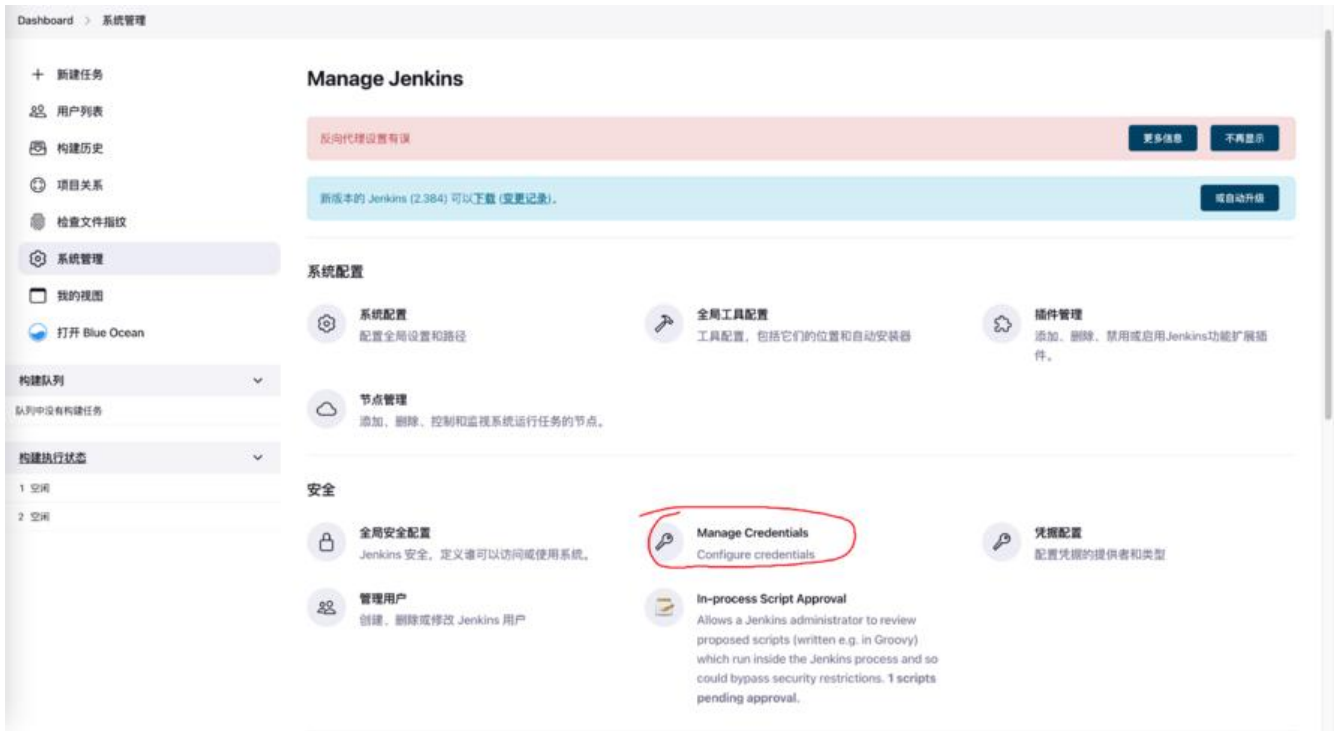 Dashboard > 系统管理
新建任务
用户列表
构建历史
项目关系
检查文件指纹
系统管理
我的视图
打开 Blue Ocean
构建队列
队列中没有构建任务
构建执行状态
1 空闲
2 空闲
Manage Jenkins
反向代理设置有误
更多信息
不再显示
新版本的 Jenkins (2.384) 可以下载 (变更记录)。
或自动升级
系统配置
系统配置
配置全局设置和路径
全局工具配置
工具配置，包括它们的位置和自动安装器
插件管理
添加、删除、禁用或启用Jenkins功能扩展插
件。
节点管理
添加、删除、控制和监视系统运行任务的节点。
安全
全局安全配置
Jenkins 安全，定义谁可以访问或使用系统。
Manage Credentials
Configure credentials
凭据配置
配置凭据的提供者和类型
管理用户
创建、删除或修改 Jenkins 用户
In-process Script Approval
Allows a Jenkins administrator to review
proposed scripts (written e.g. in Groovy)
which run inside the Jenkins process and so
could bypass security restrictions. 1 scripts
pending approval.